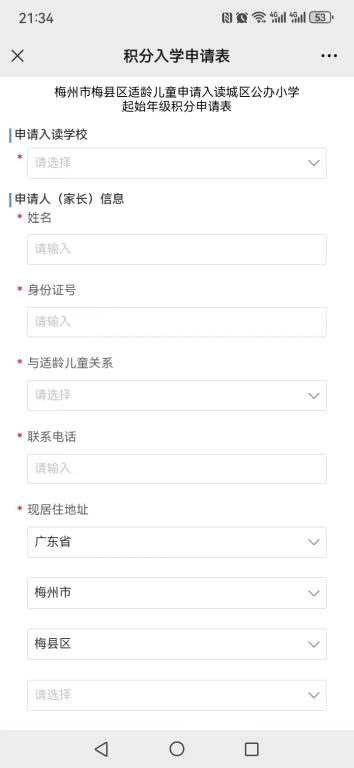 21:34
4G 4G 53
积分入学申请表
梅州市梅县区适龄儿童申请入读城区公办小学
起始年级积分申请表
申请入读学校
* 请选择
申请人（家长）信息
* 姓名
请输入
* 身份证号
请输入
* 与适龄儿童关系
请选择
* 联系电话
请输入
* 现居住地址
广东省
梅州市
梅县区
请选择